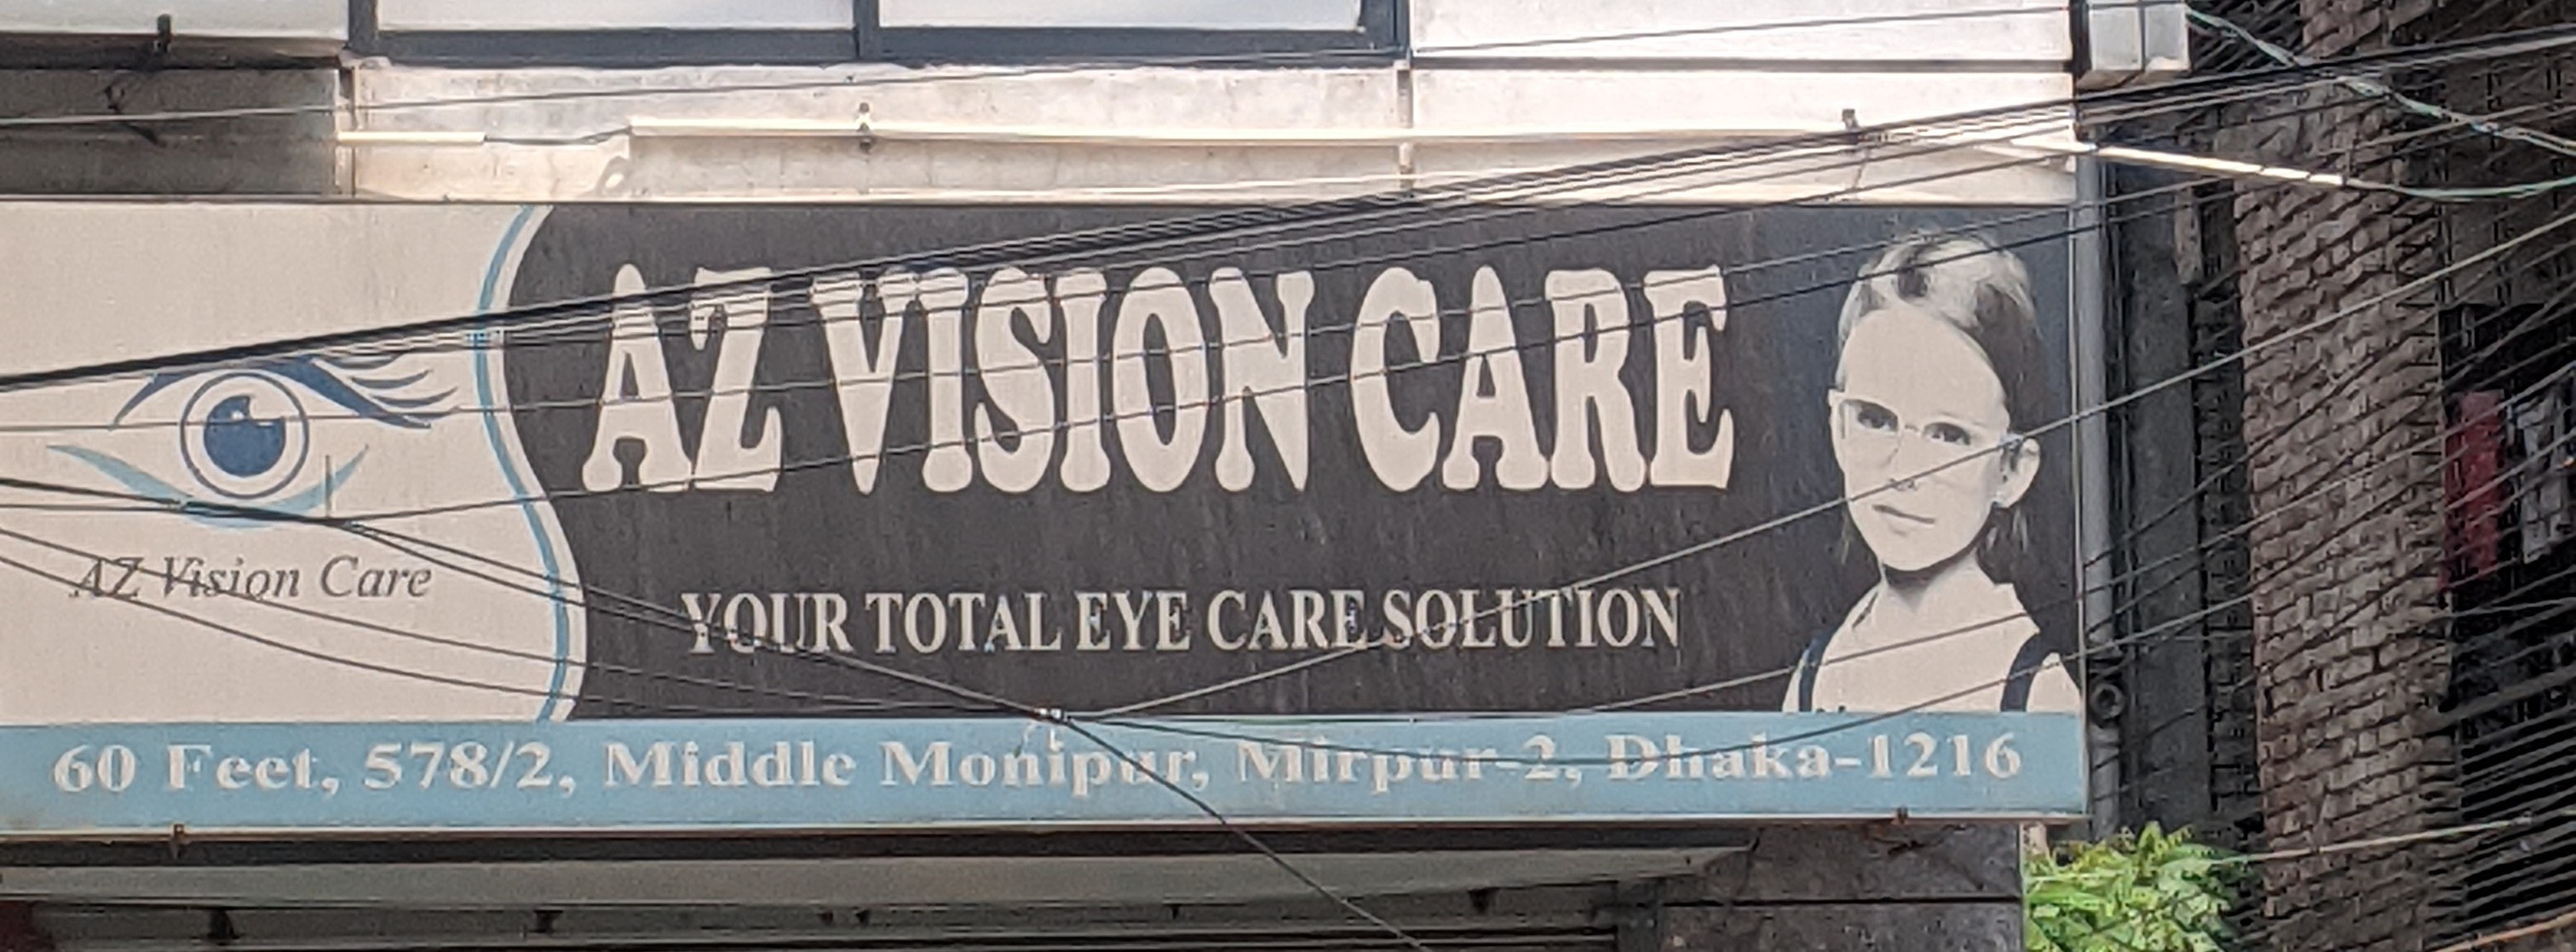 AZ VISION CARE
AZ Vision Care
YOUR TOTAL EYE CARE SOLUTION
60 Feet, 578/2, Middle Monipur, Mirpur-2, Dhaka-1216